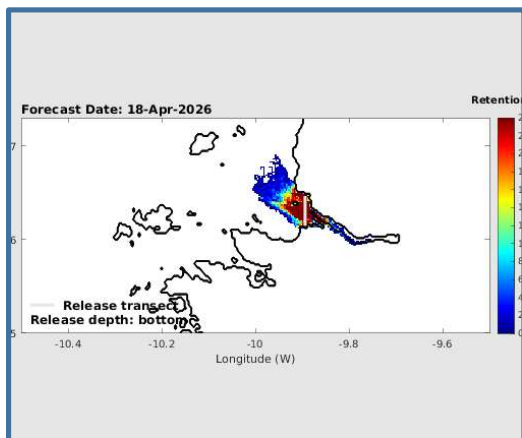 Forecast Date: 18-Apr-2026
Retention
7
6
5
Release transect
Release depth: bottom
-10.4 -10.2 -10 -9.8 -9.6
Longitude (W)